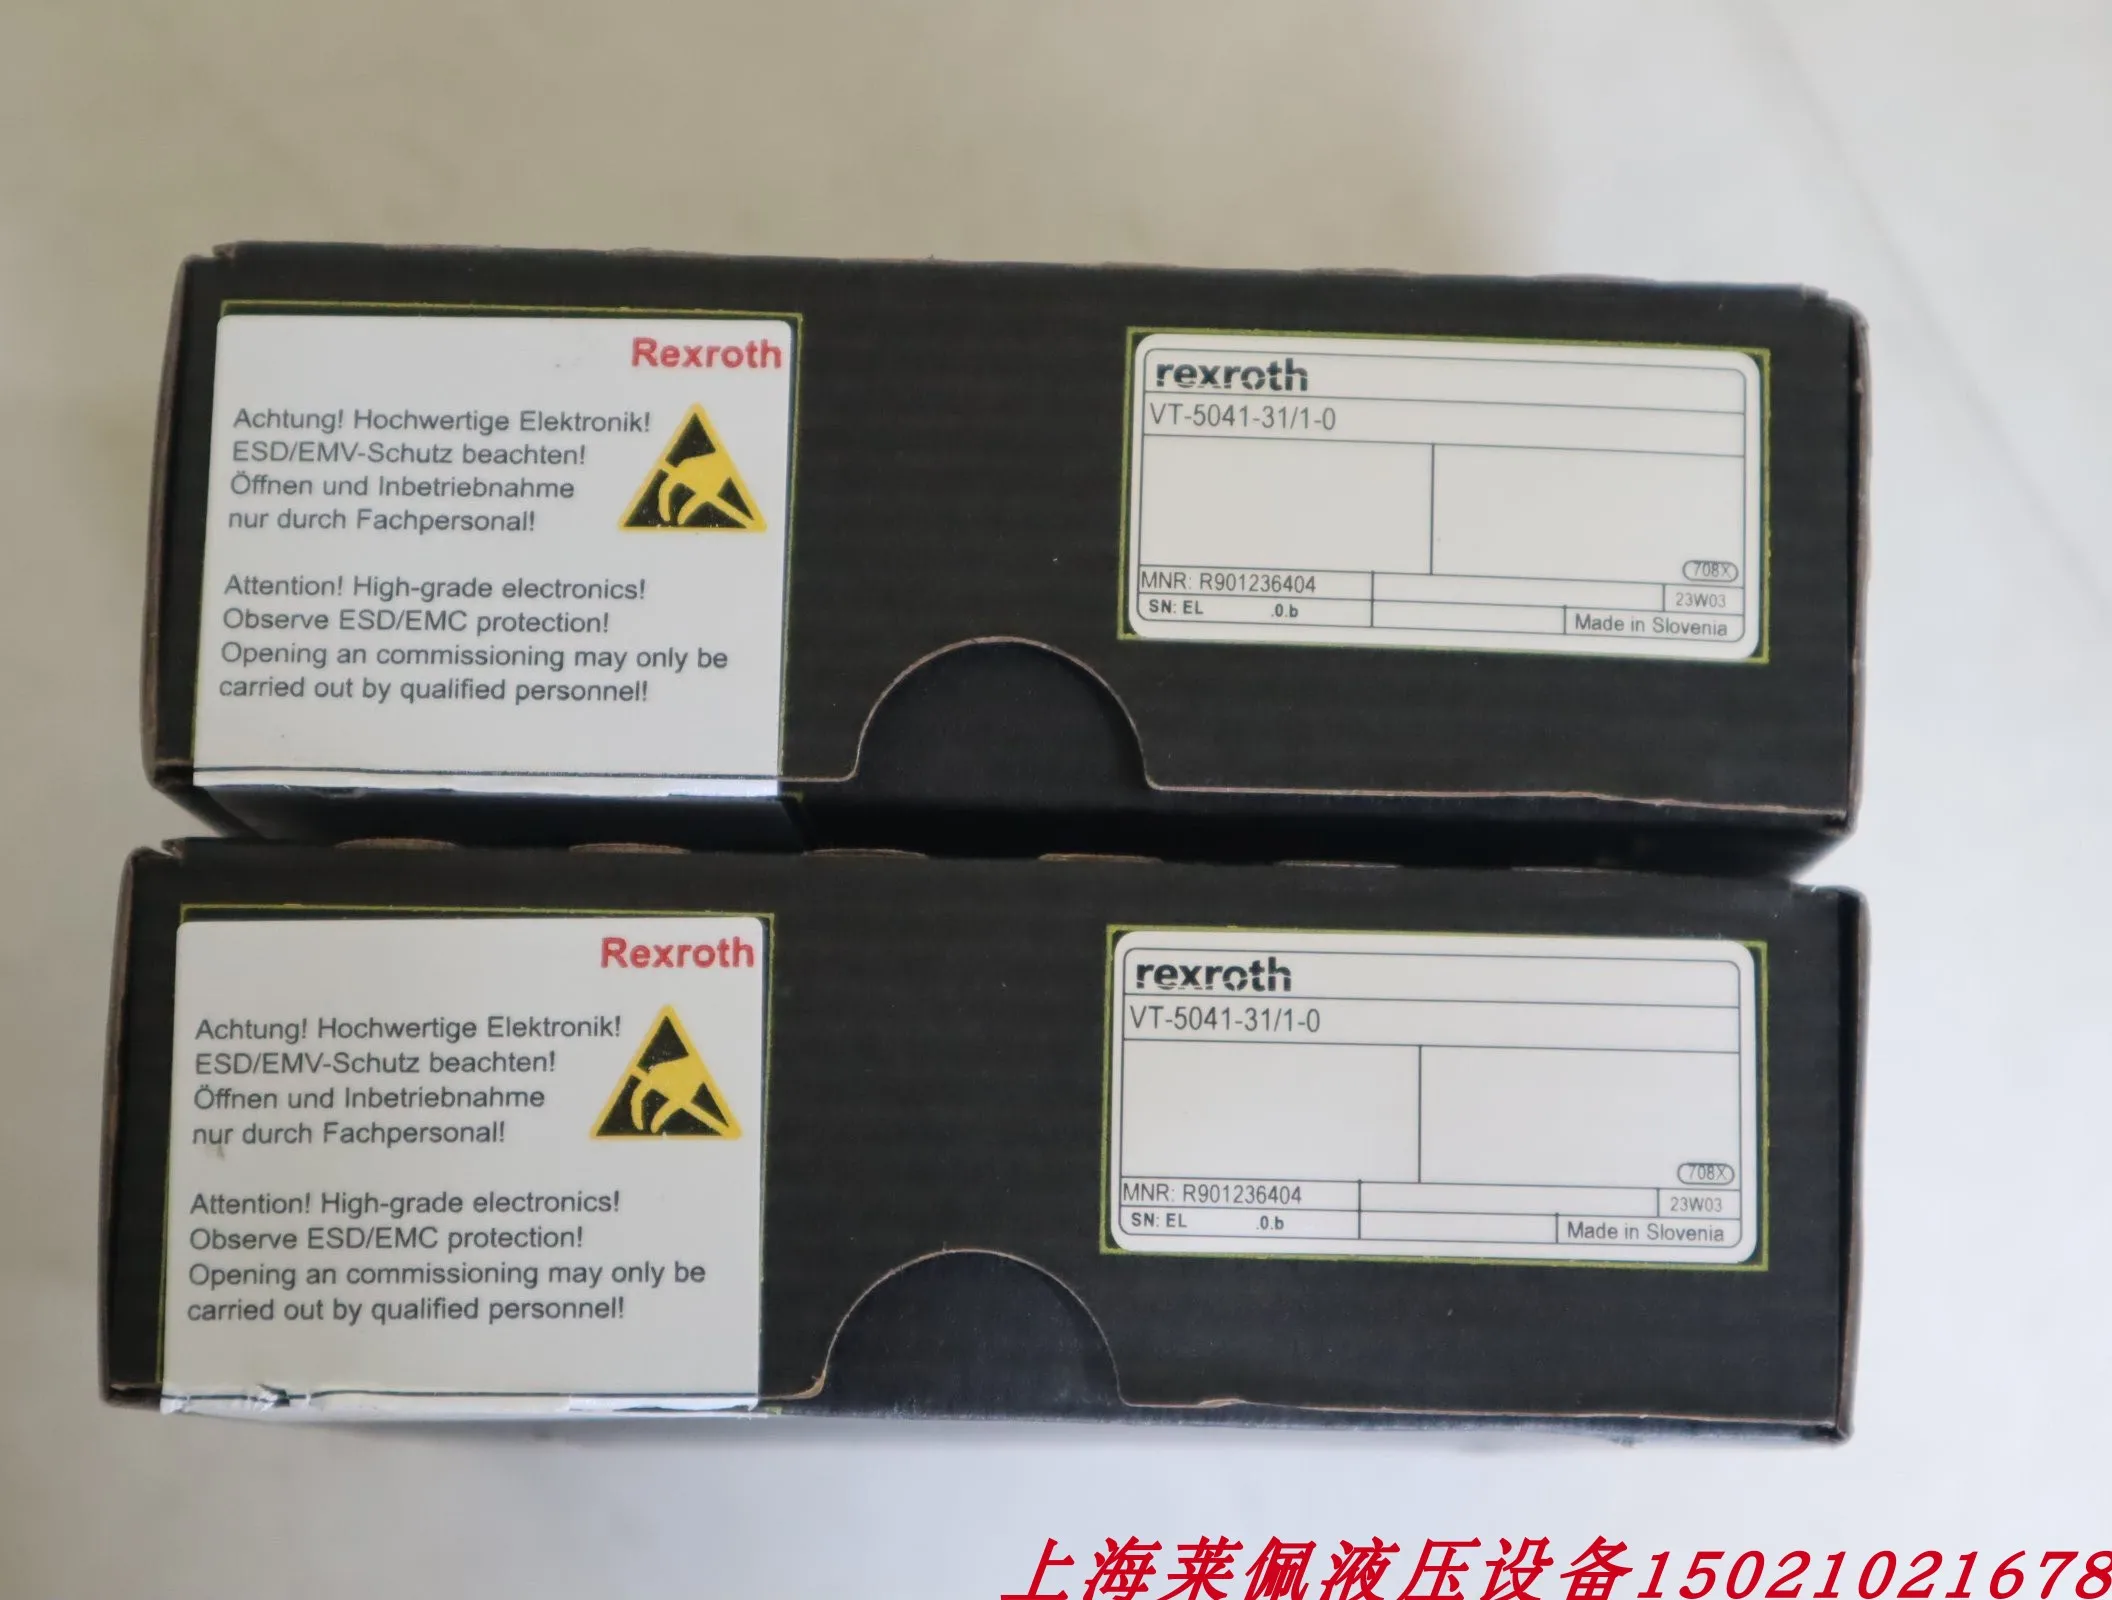 Rexroth
Achtung! Hochwertige Elektronik!
ESD/EMV-Schutz beachten!
Öffnen und Inbetriebnahme
nur durch Fachpersonal!
Attention! High-grade electronics!
Observe ESD/EMC protection!
Opening an commissioning may only be
carried out by qualified personnel!
rexroth
VT-5041-31/1-0
708X
MNR: R901236404
23W03
SN: EL .0.b
Made in Slovenia
Rexroth
Achtung! Hochwertige Elektronik!
ESD/EMV-Schutz beachten!
Öffnen und Inbetriebnahme
nur durch Fachpersonal!
Attention! High-grade electronics!
Observe ESD/EMC protection!
Opening an commissioning may only be
carried out by qualified personnel!
rexroth
VT-5041-31/1-0
708X
MNR: R901236404
23W03
SN: EL .0.b
Made in Slovenia
上海莱佩液压设备15021021678